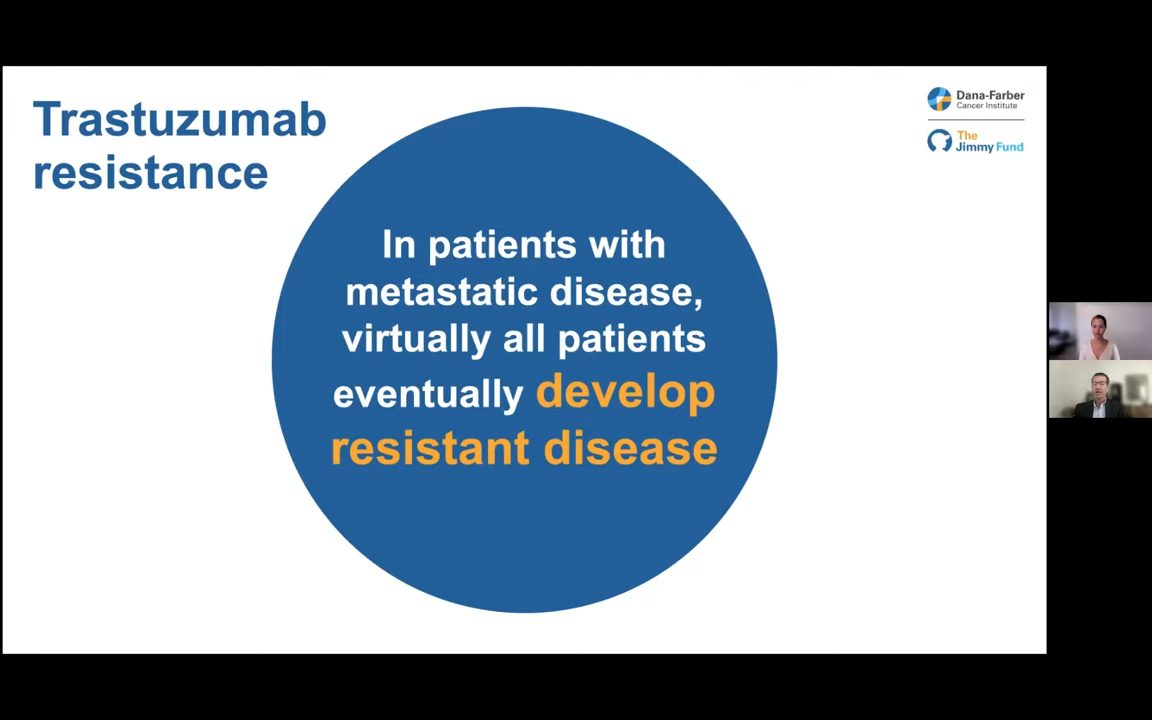 Trastuzumab
resistance
Dana-Farber
Cancer Institute
The
Jimmy Fund
In patients with
metastatic disease,
virtually all patients
eventually develop
resistant disease